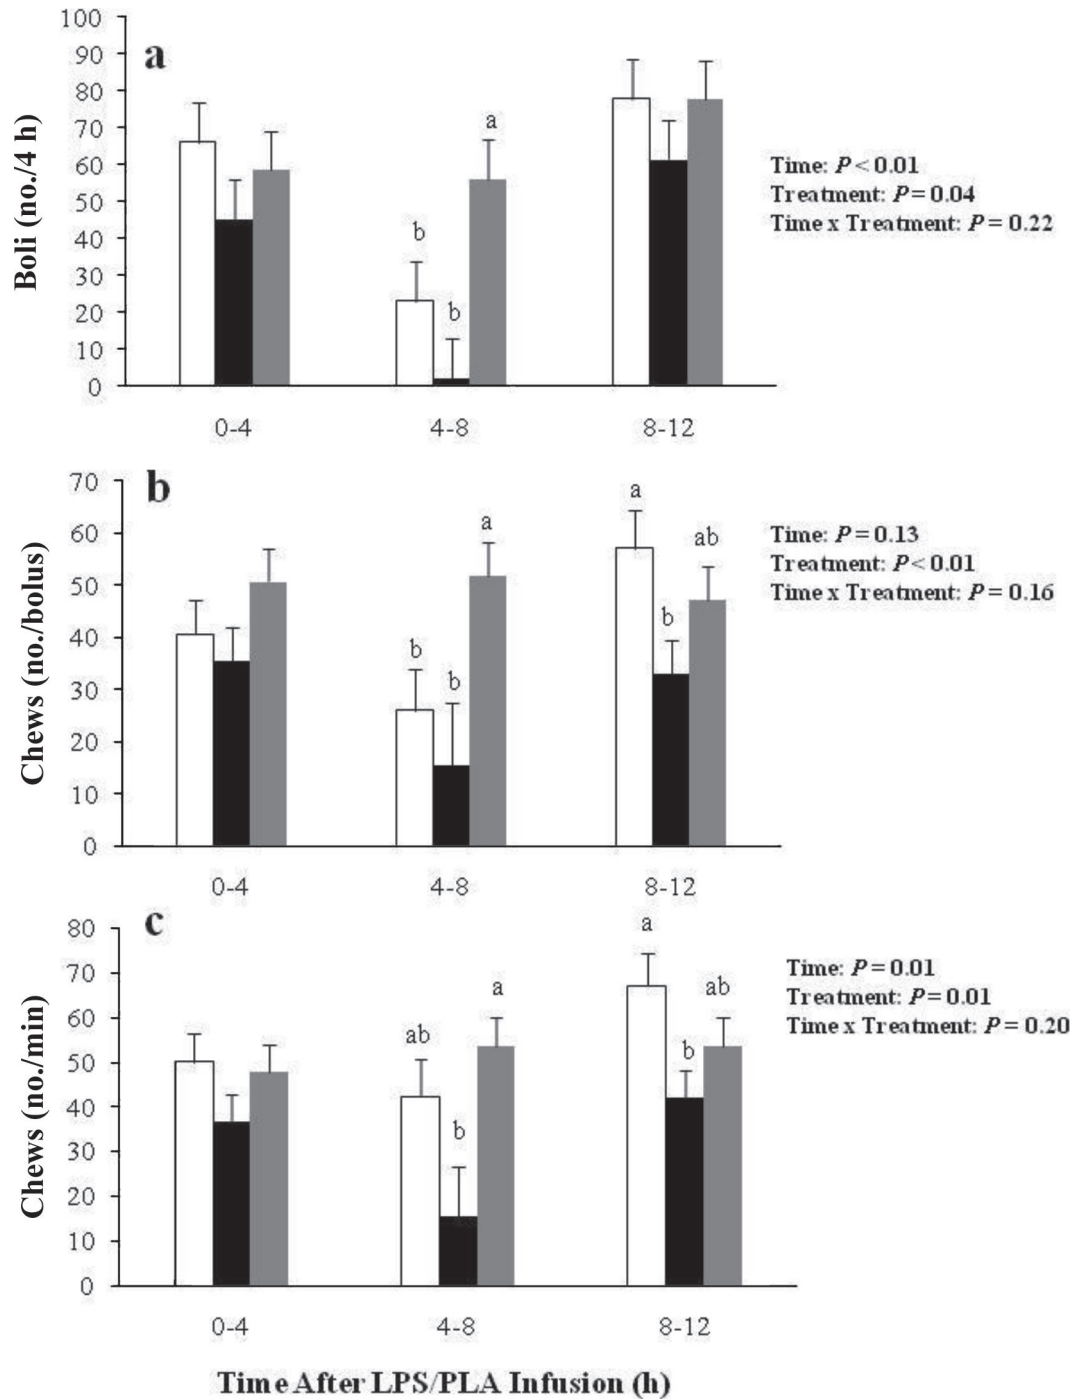 a
Boli (no./4 h)
100
90
80
70
60
50
40
30
20
10
0
b
b
a
0-4
4-8
8-12
Time: P < 0.01
Treatment: P = 0.04
Time x Treatment: P = 0.22
b
Chews (no./bolus)
70
60
50
40
30
20
10
0
b
b
a
a
b
ab
0-4
4-8
8-12
Time: P = 0.13
Treatment: P < 0.01
Time x Treatment: P = 0.16
c
Chews (no./min)
80
70
60
50
40
30
20
10
0
ab
b
a
a
b
ab
0-4
4-8
8-12
Time: P = 0.01
Treatment: P = 0.01
Time x Treatment: P = 0.20
Time After LPS/PLA Infusion (h)